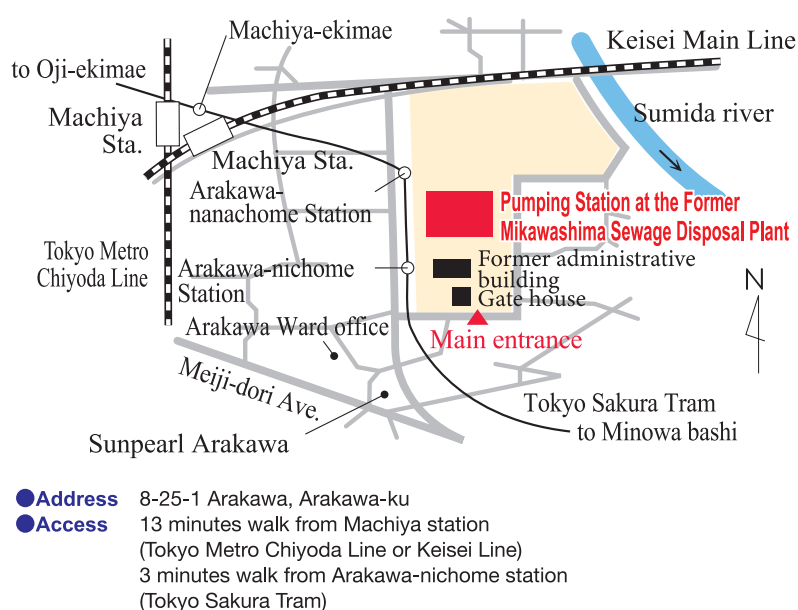 Machiya-ekimae
Keisei Main Line
to Oji-ekimae
Machiya
Sta.
Sumida river
Machiya Sta.
Arakawa-
nanachome Station
Pumping Station at the Former
Mikawashima Sewage Disposal Plant
Tokyo Metro
Chiyoda Line
Arakawa-nichome
Station
Former administrative
building
Gate house
N
Arakawa Ward office
Main entrance
Meiji-dori Ave.
Tokyo Sakura Tram
to Minowa bashi
Sunpearl Arakawa
●Address 8-25-1 Arakawa, Arakawa-ku
●Access 13 minutes walk from Machiya station
(Tokyo Metro Chiyoda Line or Keisei Line)
3 minutes walk from Arakawa-nichome station
(Tokyo Sakura Tram)